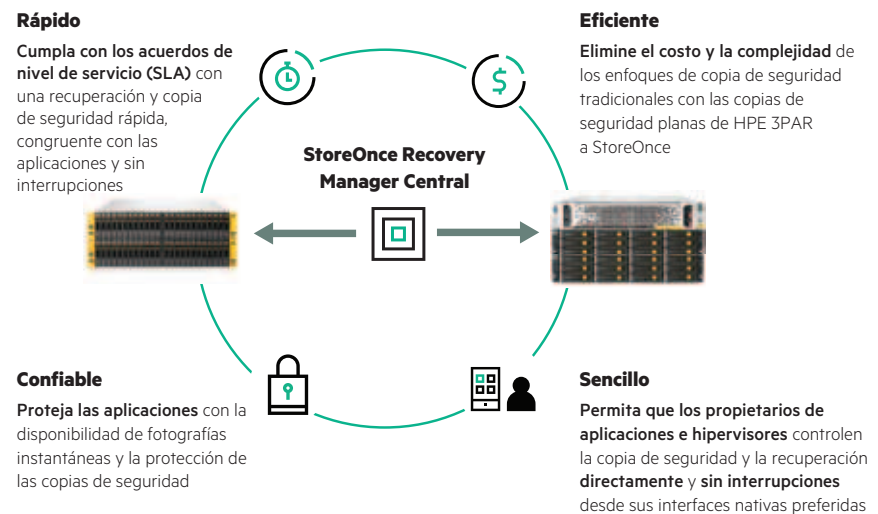 Rápido
Cumpla con los acuerdos de
nivel de servicio (SLA) con
una recuperación y copia
de seguridad rápida,
congruente con las
aplicaciones y sin
interrupciones
Eficiente
Elimine el costo y la complejidad de
los enfoques de copia de seguridad
tradicionales con las copias de
seguridad planas de HPE 3PAR
a StoreOnce
StoreOnce Recovery
Manager Central
Confiable
Proteja las aplicaciones con la
disponibilidad de fotografías
instantáneas y la protección de
las copias de seguridad
Sencillo
Permita que los propietarios de
aplicaciones e hipervisores controlen
la copia de seguridad y la recuperación
directamente y sin interrupciones
desde sus interfaces nativas preferidas